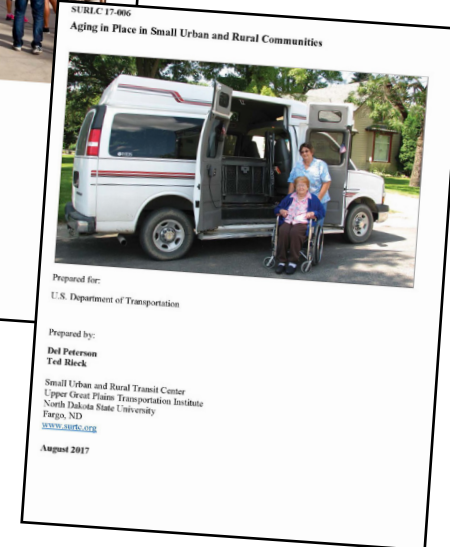 SURLC 17-006
Aging in Place in Small Urban and Rural Communities
Prepared for:
U.S. Department of Transportation
Prepared by:
Del Peterson
Ted Rieck
Small Urban and Rural Transit Center
Upper Great Plains Transportation Institute
North Dakota State University
Fargo, ND
www.surtc.org
August 2017